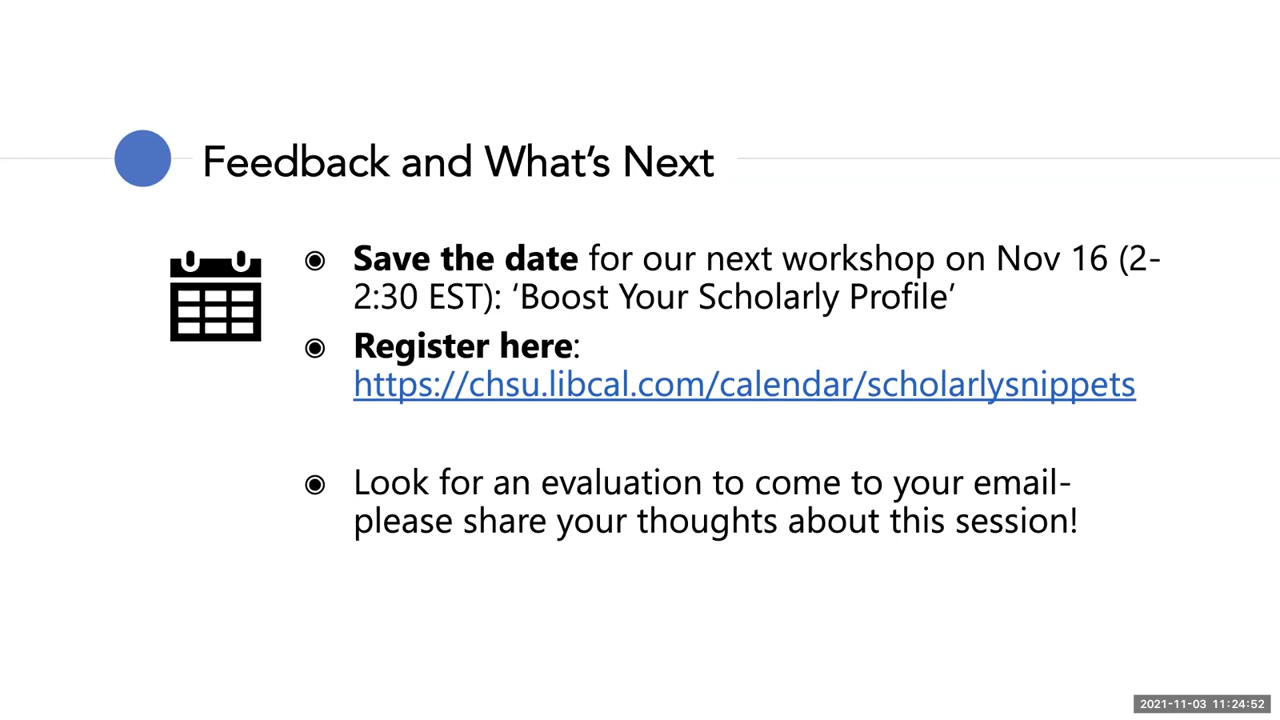 Feedback and What’s Next
Save the date for our next workshop on Nov 16 (2-
2:30 EST): ‘Boost Your Scholarly Profile’
Register here:
https://chsu.libcal.com/calendar/scholarlysnippets
Look for an evaluation to come to your email-
please share your thoughts about this session!
2021-11-03 11:24:52